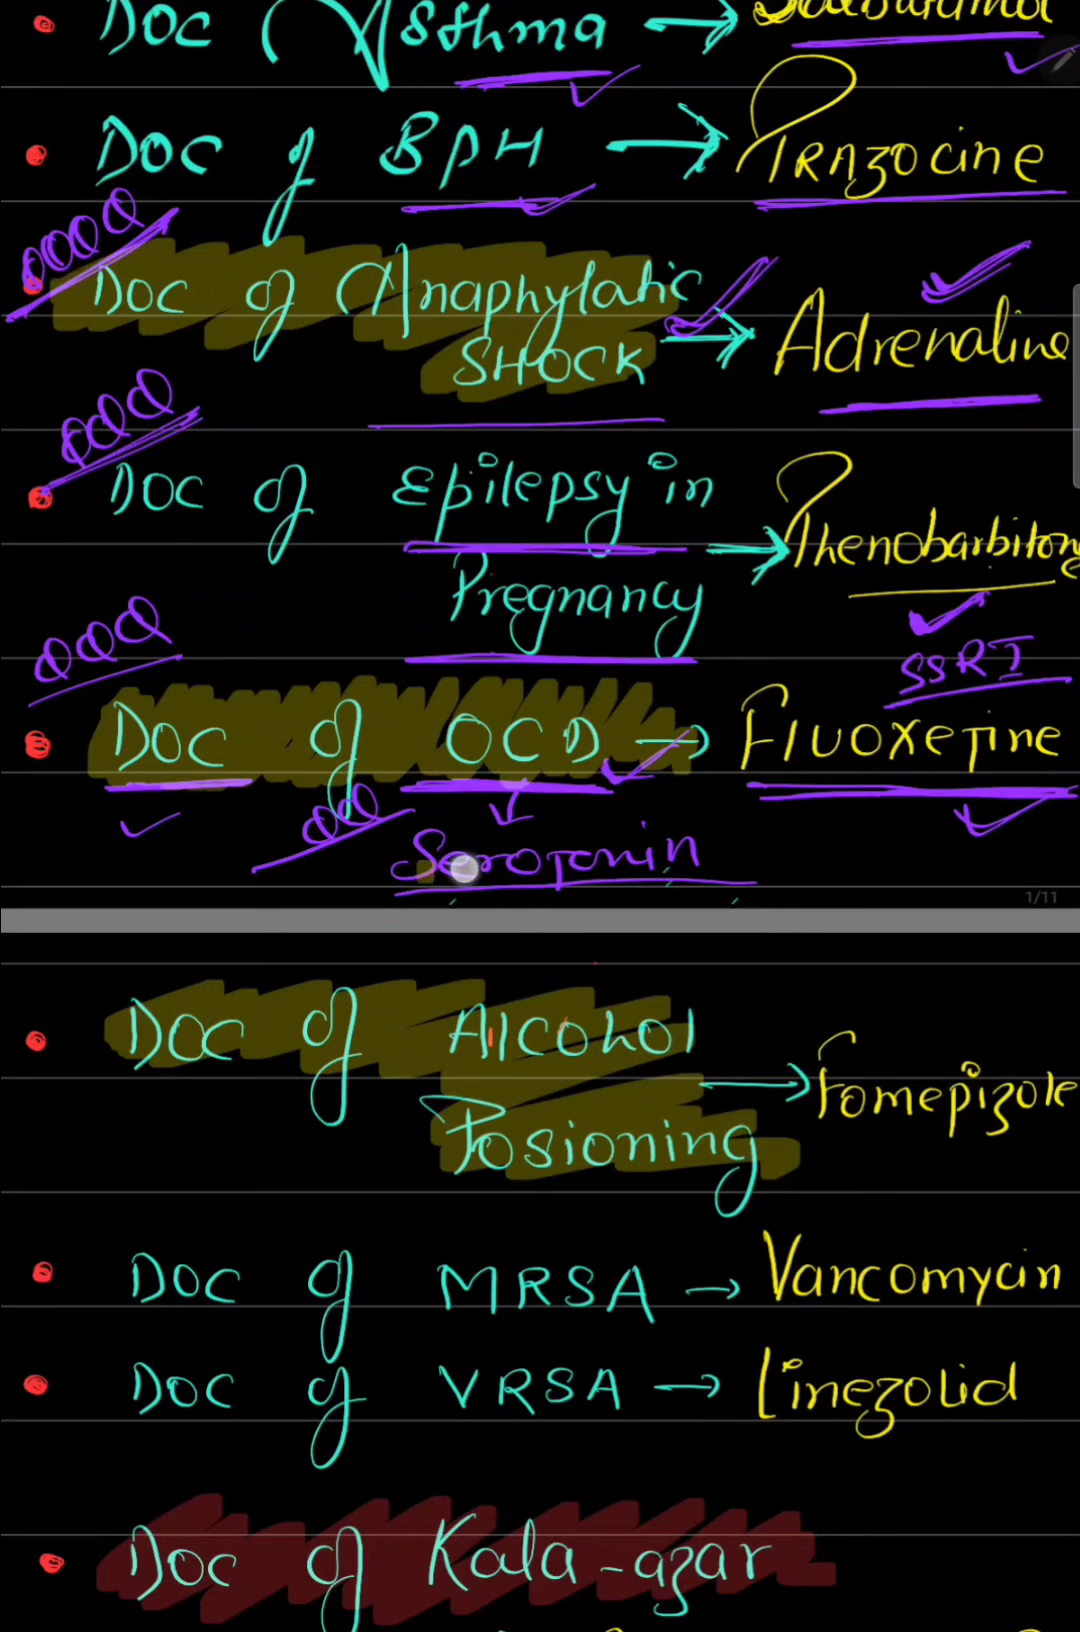 DOC Asthma → Salbutamol
DOC of BPH → Prazocine
DOC of Anaphylatic
SHOCK → Adrenaline
DOC of Epilepsy in
Pregnancy → Phenobarbitone
SSRI
DOC of OCD → Fluoxetine
Serotonin
1/11
DOC of Alcohol
Posioning → Fomepizole
DOC of MRSA → Vancomycin
DOC of VRSA → Linezolid
DOC of Kala-azar